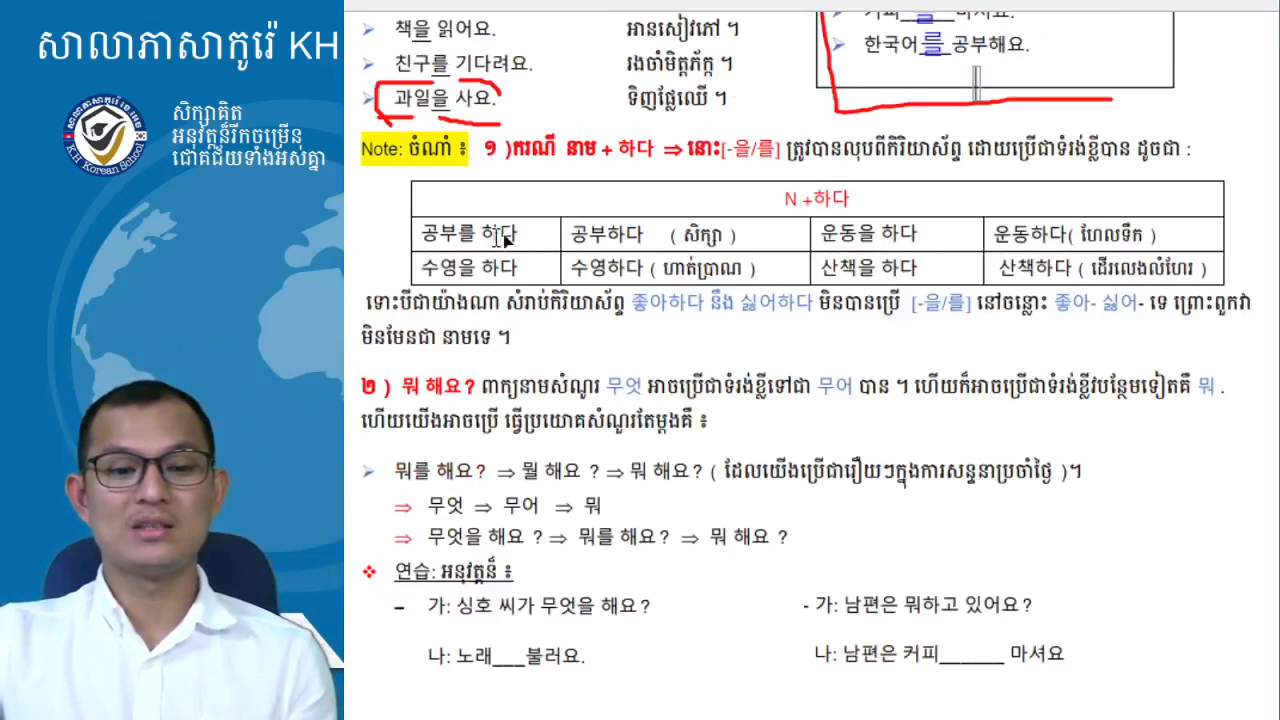 សាលាភាសាកូរ៉េ KH
សិក្សាគិត
អនុវត្តន៏រីកចម្រើន
ជោគជ័យទាំងអស់គ្នា
K.H Korean School
책을 읽어요. អានសៀវភៅ ។
친구를 기다려요. រងចាំមិត្តភ័ក្ត ។
과일을 사요. ទិញផ្លែឈើ ។
커피__를__마셔요.
한국어_를_공부해요.
Note: ចំណាំ ៖ ១ )ករណី នាម + 하다 ⇒ នោះ[-을/를] ត្រូវបានលុបពីកិរិយាស័ព្ទ ដោយប្រើជាទំរង់ខ្លីបាន ដូចជា :
N +하다
공부를 하다 공부하다 ( សិក្សា ) 운동을 하다 운동하다( ហែលទឹក )
수영을 하다 수영하다 ( ហាត់ប្រាណ ) 산책을 하다 산책하다 ( ដើរលេងលំហែរ )
ទោះបីជាយ៉ាងណា សំរាប់កិរិយាស័ព្ទ 좋아하다 នឹង 싫어하다 មិនបានប្រើ [-을/를] នៅចន្លោះ 좋아- 싫어- ទេ ព្រោះពួកវា
មិនមែនជា នាមទេ ។
២ ) 뭐 해요? ពាក្យនាមសំណួរ 무엇 អាចប្រើជាទំរង់ខ្លីទៅជា 무어 បាន ។ ហើយក៏អាចប្រើជាទំរង់ខ្លីបន្ថែមទៀតគឺ 뭐 .
ហើយយើងអាចប្រើ ធ្វើប្រយោគសំណួរតែម្តងគឺ ៖
뭐를 해요? ⇒ 뭘 해요 ? ⇒ 뭐 해요? ( ដែលយើងប្រើជារឿយៗក្នុងការសន្ទនាប្រចាំថ្ងៃ )។
⇒ 무엇 ⇒ 무어 ⇒ 뭐
⇒ 무엇을 해요 ? ⇒ 뭐를 해요? ⇒ 뭐 해요 ?
연습: អនុវត្តន៏ ៖
– 가: 싱호 씨가 무엇을 해요? - 가: 남편은 뭐하고 있어요?
나: 노래___불러요. 나: 남편은 커피______ 마셔요